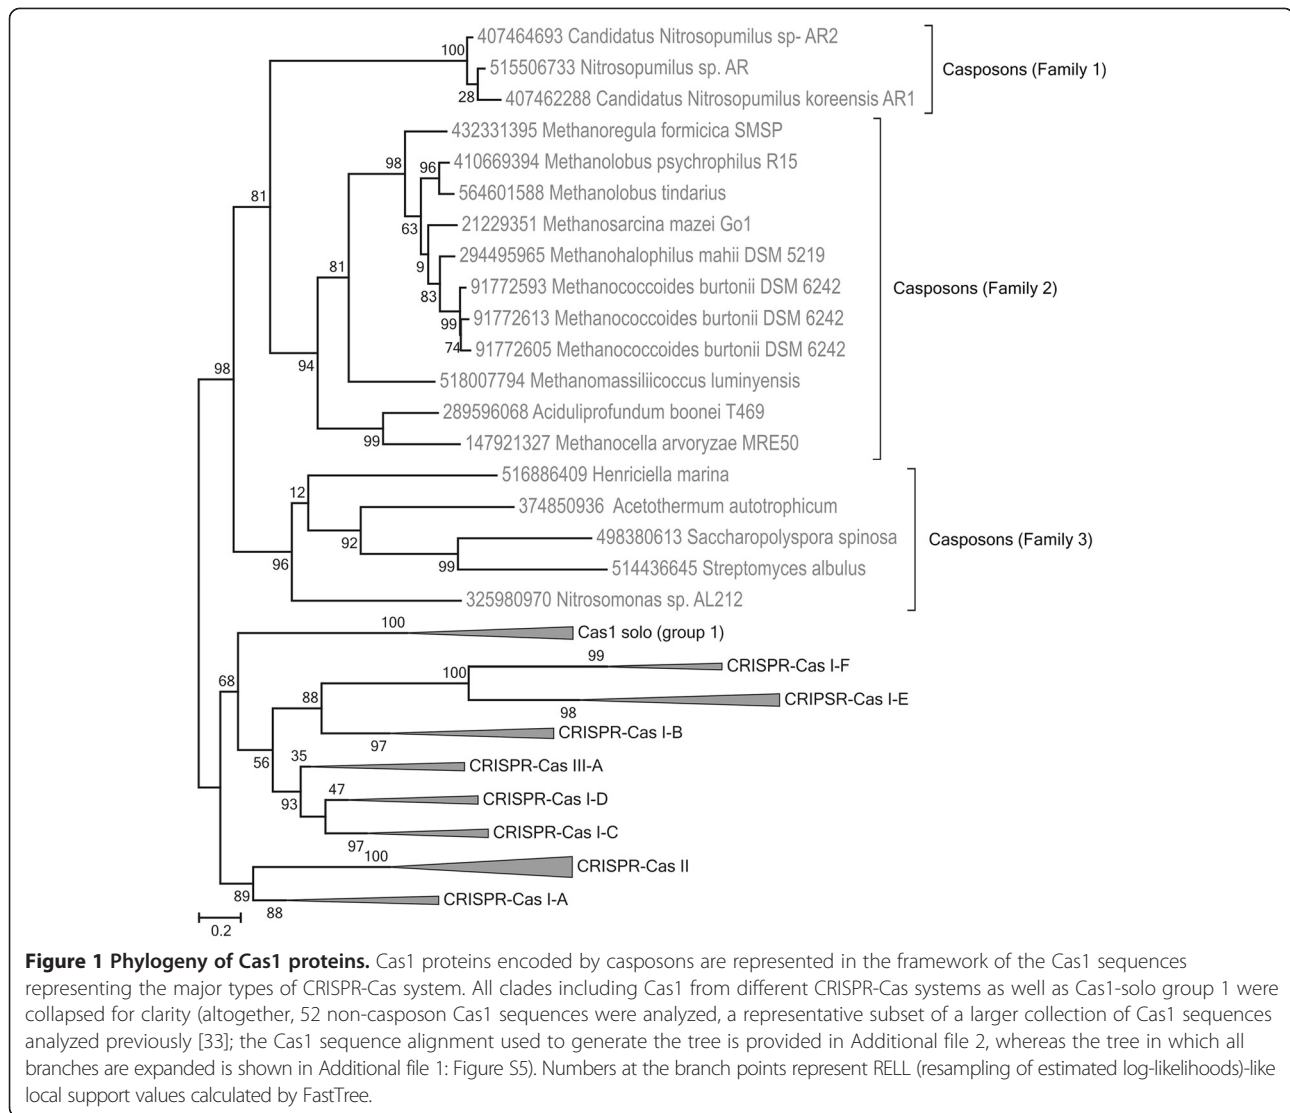 407464693 Candidatus Nitrosopumilus sp- AR2
100
515506733 Nitrosopumilus sp. AR
Casposons (Family 1)
28
407462288 Candidatus Nitrosopumilus koreensis AR1
432331395 Methanoregula formicica SMSP
98
96
410669394 Methanolobus psychrophilus R15
564601588 Methanolobus tindarius
81
63
21229351 Methanosarcina mazei Go1
294495965 Methanohalophilus mahii DSM 5219
81
9
91772593 Methanococcoides burtonii DSM 6242
Casposons (Family 2)
83
91772613 Methanococcoides burtonii DSM 6242
99
74
91772605 Methanococcoides burtonii DSM 6242
98
94
518007794 Methanomassiliicoccus luminyensis
289596068 Aciduliprofundum boonei T469
99
147921327 Methanocella arvoryzae MRE50
516886409 Henriciella marina
12
374850936 Acetothermum autotrophicum
92
498380613 Saccharopolyspora spinosa
Casposons (Family 3)
96
99
514436645 Streptomyces albulus
325980970 Nitrosomonas sp. AL212
100
Cas1 solo (group 1)
99
CRISPR-Cas I-F
68
100
88
CRIPSR-Cas I-E
98
CRISPR-Cas I-B
97
56
35
CRISPR-Cas III-A
47
93
CRISPR-Cas I-D
CRISPR-Cas I-C
97
100
CRISPR-Cas II
89
88
CRISPR-Cas I-A
0.2
Figure 1 Phylogeny of Cas1 proteins. Cas1 proteins encoded by casposons are represented in the framework of the Cas1 sequences
representing the major types of CRISPR-Cas system. All clades including Cas1 from different CRISPR-Cas systems as well as Cas1-solo group 1 were
collapsed for clarity (altogether, 52 non-casposon Cas1 sequences were analyzed, a representative subset of a larger collection of Cas1 sequences
analyzed previously [33]; the Cas1 sequence alignment used to generate the tree is provided in Additional file 2, whereas the tree in which all
branches are expanded is shown in Additional file 1: Figure S5). Numbers at the branch points represent RELL (resampling of estimated log-likelihoods)-like
local support values calculated by FastTree.